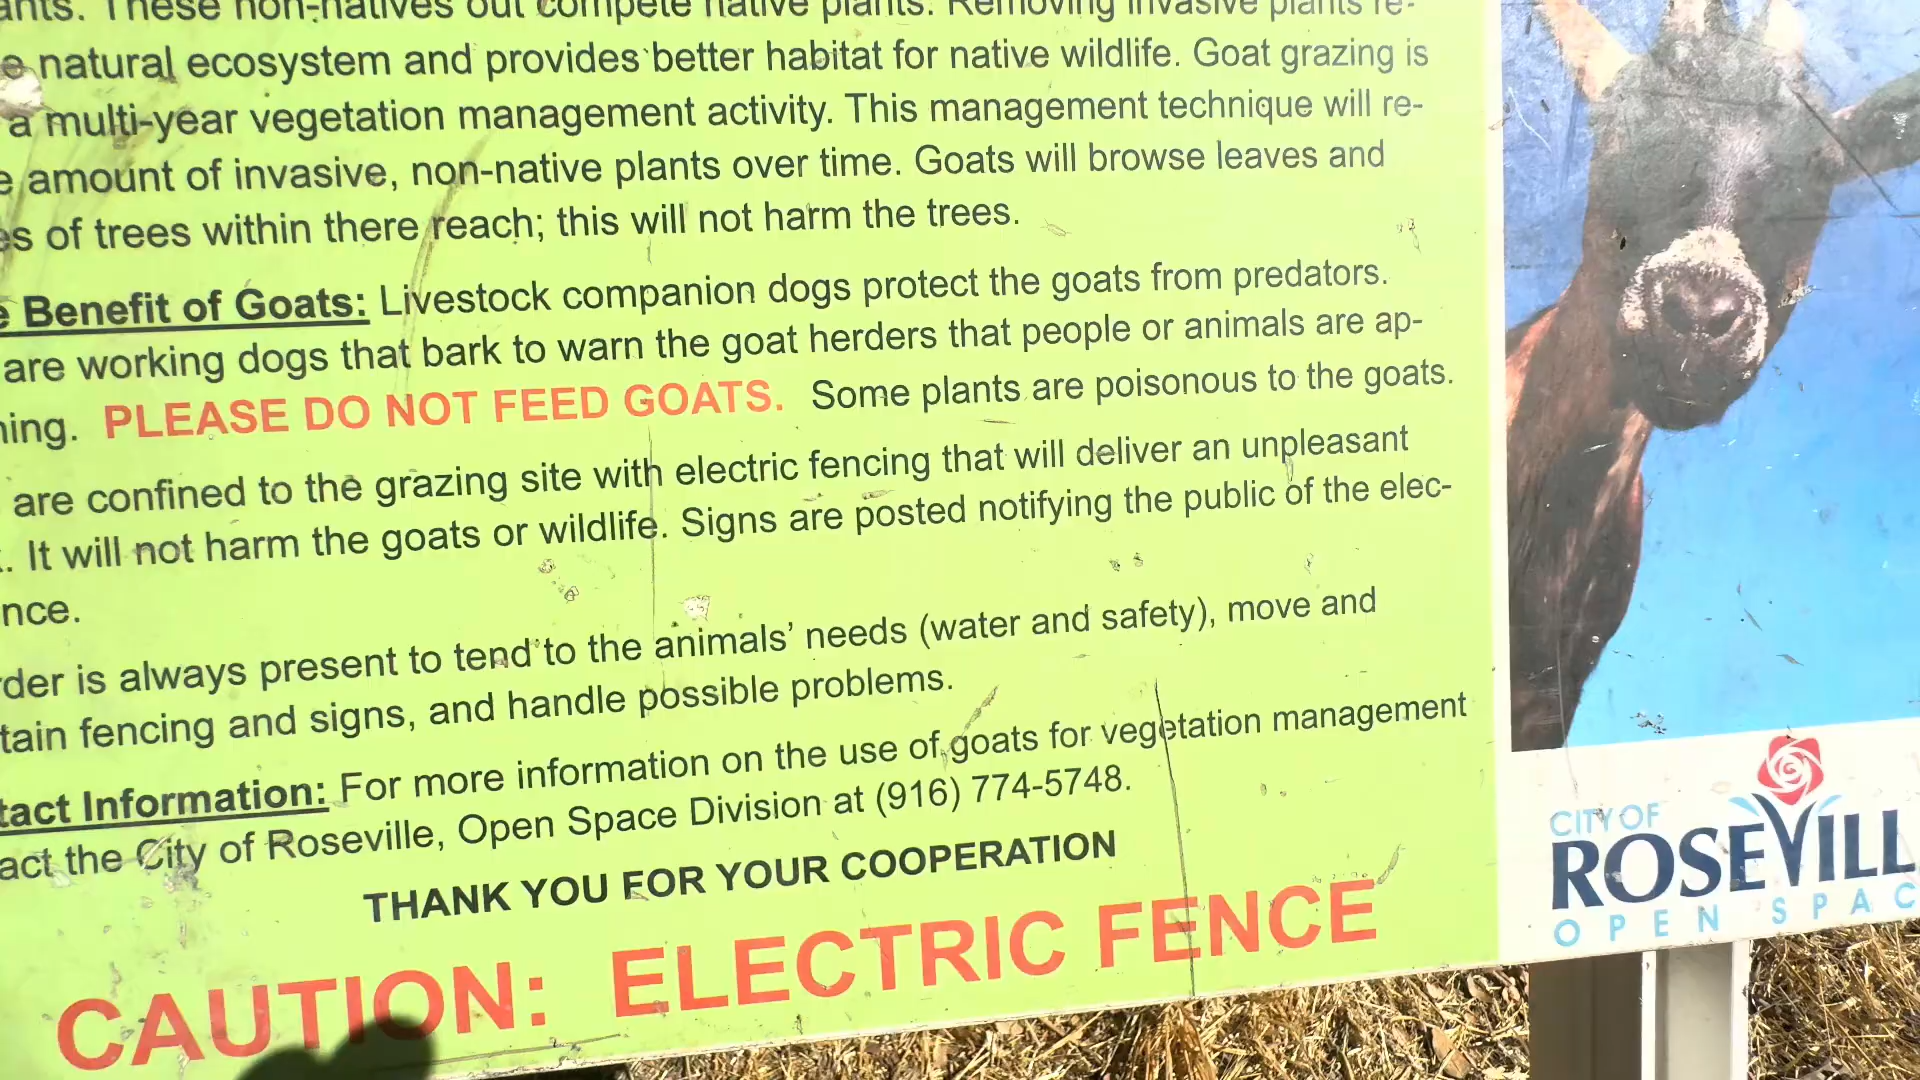 ants. These non-natives out compete native plants. Removing invasive plants re-
e natural ecosystem and provides better habitat for native wildlife. Goat grazing is
a multi-year vegetation management activity. This management technique will re-
e amount of invasive, non-native plants over time. Goats will browse leaves and
es of trees within there reach; this will not harm the trees.
e Benefit of Goats: Livestock companion dogs protect the goats from predators.
are working dogs that bark to warn the goat herders that people or animals are ap-
hing. PLEASE DO NOT FEED GOATS. Some plants are poisonous to the goats.
are confined to the grazing site with electric fencing that will deliver an unpleasant
. It will not harm the goats or wildlife. Signs are posted notifying the public of the elec-
nce.
rder is always present to tend to the animals' needs (water and safety), move and
tain fencing and signs, and handle possible problems.
tact Information: For more information on the use of goats for vegetation management
act the City of Roseville, Open Space Division at (916) 774-5748.
THANK YOU FOR YOUR COOPERATION
CAUTION: ELECTRIC FENCE
CITY OF
ROSEVILL
OPEN SPAC